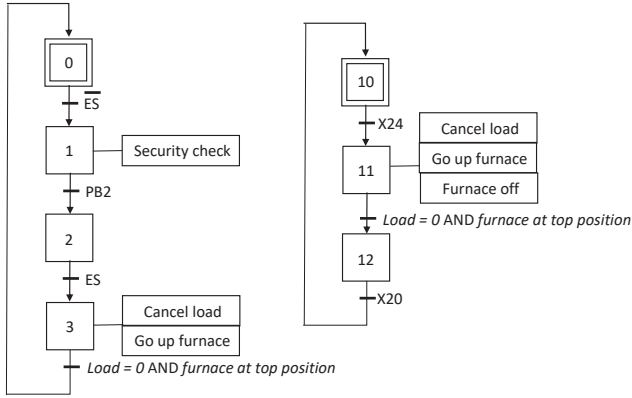 0
E̅S̅
1
Security check
PB2
2
ES
3
Cancel load
Go up furnace
Load = 0 AND furnace at top position
10
X24
11
Cancel load
Go up furnace
Furnace off
Load = 0 AND furnace at top position
12
X20